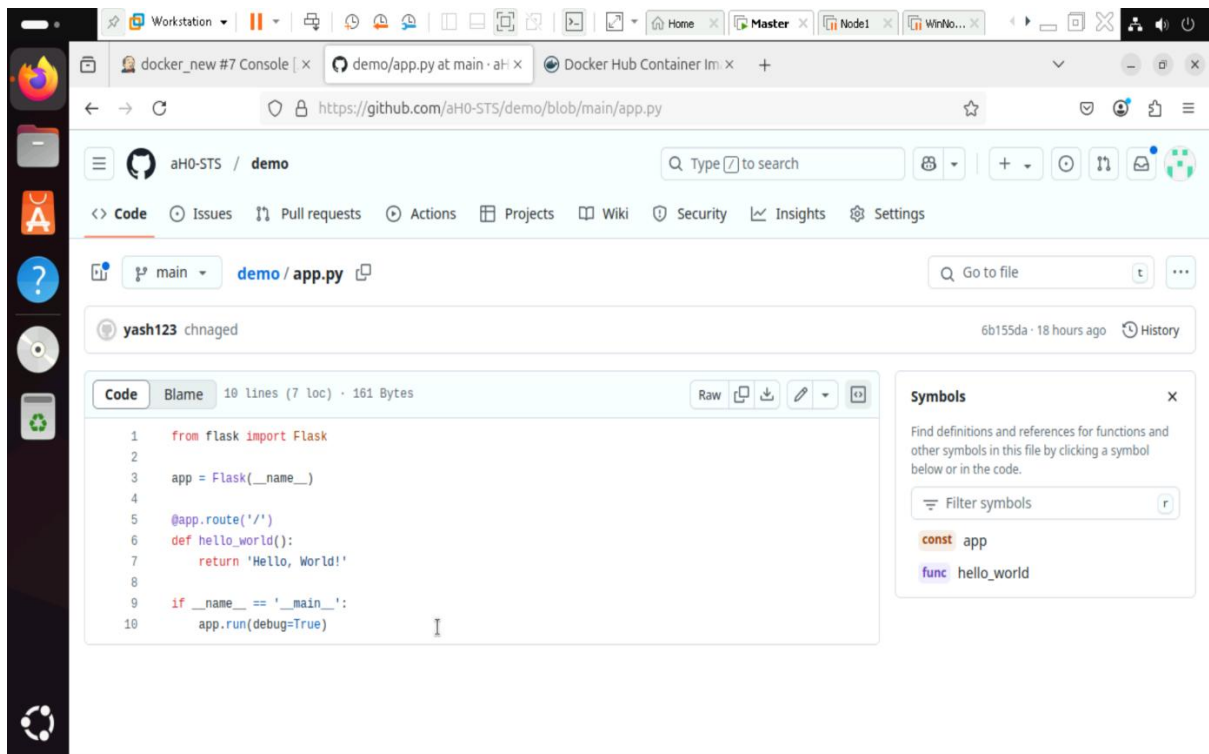 Workstation
Home
Master
Node1
WinNo...
docker_new #7 Console [
demo/app.py at main · aH
Docker Hub Container Im
https://github.com/aH0-STS/demo/blob/main/app.py
aH0-STS / demo
Type / to search
Code Issues Pull requests Actions Projects Wiki Security Insights Settings
main demo / app.py
Go to file t
yash123 chnaged
6b155da · 18 hours ago History
Code Blame 10 lines (7 loc) · 161 Bytes
Raw
1 from flask import Flask
2
3 app = Flask(__name__)
4
5 @app.route('/')
6 def hello_world():
7     return 'Hello, World!'
8
9 if __name__ == '__main__':
10     app.run(debug=True)
Symbols
Find definitions and references for functions and
other symbols in this file by clicking a symbol
below or in the code.
Filter symbols r
const app
func hello_world